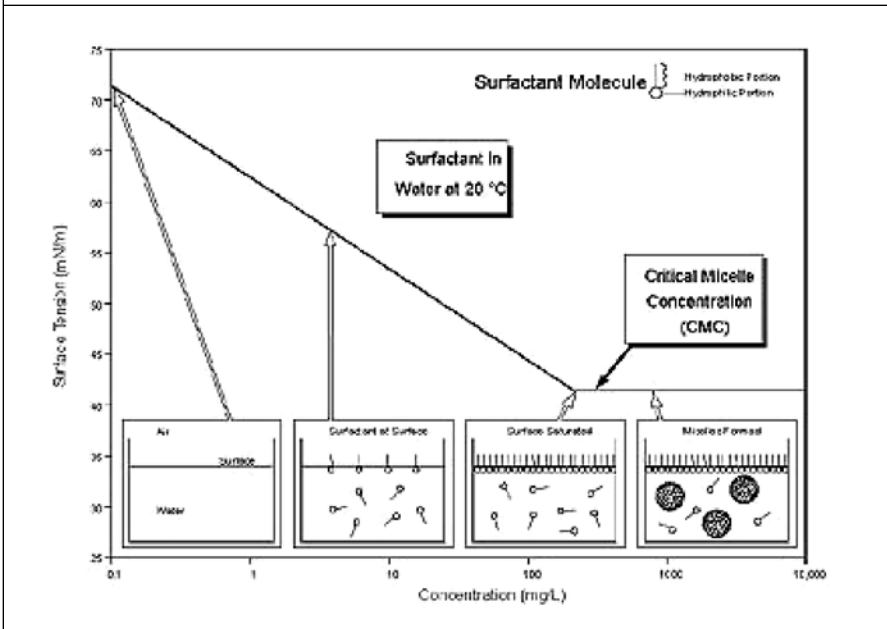 75
70
65
60
55
50
45
40
35
30
25
Surface Tension (mN/m)
Surfactant Molecule
Hydrophobic Portion
Hydrophilic Portion
Surfactant In
Water at 20 °C
Critical Micelle
Concentration
(CMC)
Air
Surface
Water
Surfactant at Surface
Surface Saturated
Micelles Formed
0.1
1
10
100
1000
10,000
Concentration (mg/L)